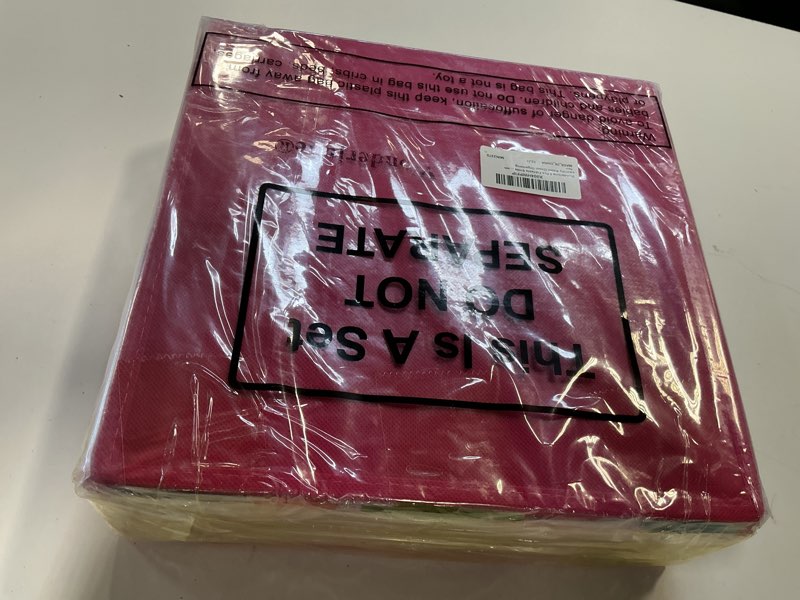 Warning
To avoid danger of suffocation, keep this plastic bag away from
babies and children. Do not use this bag in cribs, beds, carriages
or playpens. This bag is not a toy.
This Is A Set
DO NOT
SEPARATE